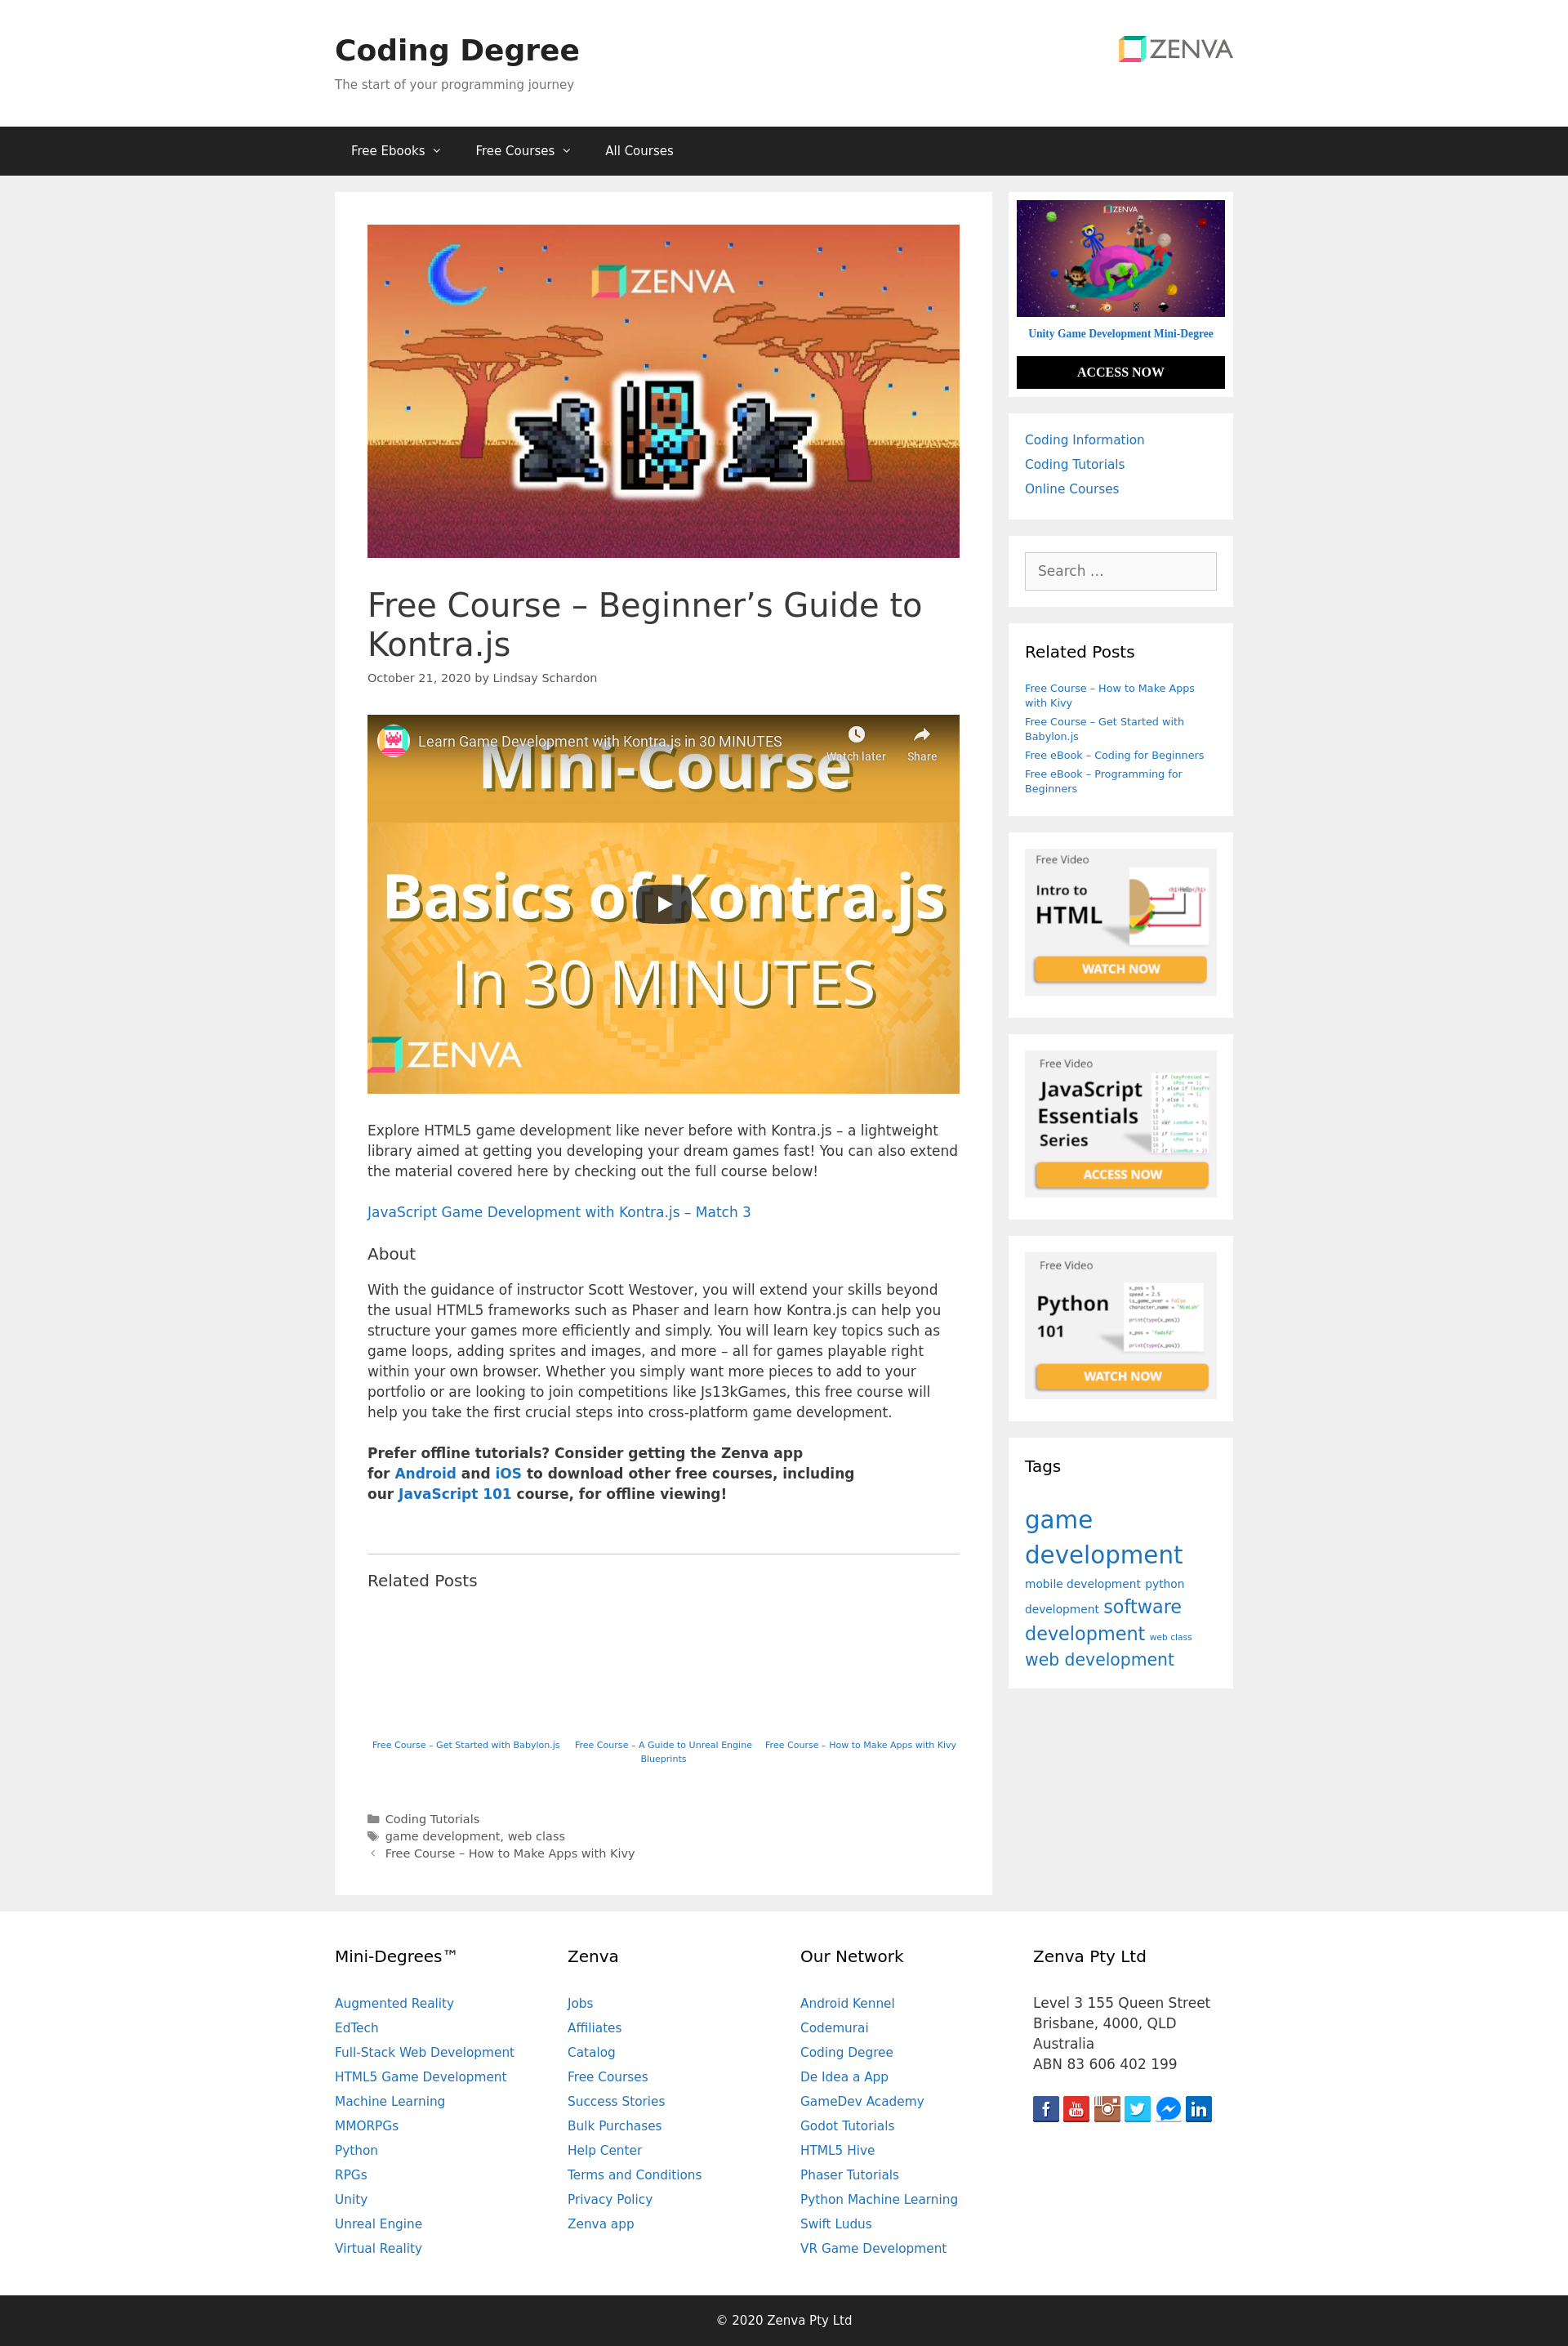 Coding Degree
The start of your programming journey
ZENVA
Free Ebooks
Free Courses
All Courses
ZENVA
Free Course – Beginner’s Guide to
Kontra.js
October 21, 2020 by Lindsay Schardon
Learn Game Development with Kontra.js in 30 MINUTES
Watch later
Share
Mini-Course
Basics of Kontra.js
In 30 MINUTES
ZENVA
Explore HTML5 game development like never before with Kontra.js – a lightweight
library aimed at getting you developing your dream games fast! You can also extend
the material covered here by checking out the full course below!
JavaScript Game Development with Kontra.js – Match 3
About
With the guidance of instructor Scott Westover, you will extend your skills beyond
the usual HTML5 frameworks such as Phaser and learn how Kontra.js can help you
structure your games more efficiently and simply. You will learn key topics such as
game loops, adding sprites and images, and more – all for games playable right
within your own browser. Whether you simply want more pieces to add to your
portfolio or are looking to join competitions like Js13kGames, this free course will
help you take the first crucial steps into cross-platform game development.
Prefer offline tutorials? Consider getting the Zenva app
for Android and iOS to download other free courses, including
our JavaScript 101 course, for offline viewing!
Related Posts
Free Course – Get Started with Babylon.js
Free Course – A Guide to Unreal Engine
Blueprints
Free Course – How to Make Apps with Kivy
Coding Tutorials
game development, web class
Free Course – How to Make Apps with Kivy
ZENVA
Unity Game Development Mini-Degree
ACCESS NOW
Coding Information
Coding Tutorials
Online Courses
Search …
Related Posts
Free Course – How to Make Apps
with Kivy
Free Course – Get Started with
Babylon.js
Free eBook – Coding for Beginners
Free eBook – Programming for
Beginners
Free Video
Intro to
HTML
WATCH NOW
Free Video
JavaScript
Essentials
Series
ACCESS NOW
Free Video
Python
101
x_pos = 5
speed = 2.5
is_game_over = False
print(type(x_pos))
print(type(x_pos))
WATCH NOW
Tags
game
development
mobile development python
development software
development web class
web development
Mini-Degrees™
Augmented Reality
EdTech
Full-Stack Web Development
HTML5 Game Development
Machine Learning
MMORPGs
Python
RPGs
Unity
Unreal Engine
Virtual Reality
Zenva
Jobs
Affiliates
Catalog
Free Courses
Success Stories
Bulk Purchases
Help Center
Terms and Conditions
Privacy Policy
Zenva app
Our Network
Android Kennel
Codemurai
Coding Degree
De Idea a App
GameDev Academy
Godot Tutorials
HTML5 Hive
Phaser Tutorials
Python Machine Learning
Swift Ludus
VR Game Development
Zenva Pty Ltd
Level 3 155 Queen Street
Brisbane, 4000, QLD
Australia
ABN 83 606 402 199
© 2020 Zenva Pty Ltd